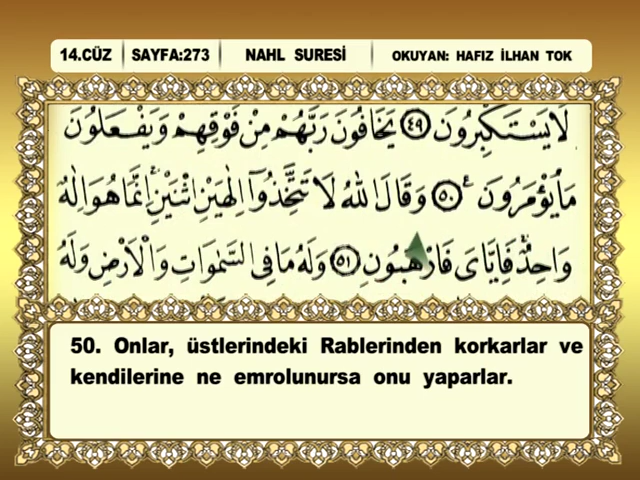 14.CÜZ SAYFA:273 NAHL SURESİ OKUYAN: HAFIZ İLHAN TOK
لَا يَسْتَكْبِرُونَ ﴿٤٩﴾ يَخَافُونَ رَبَّهُمْ مِنْ فَوْقِهِمْ وَيَفْعَلُونَ
مَا يُؤْمَرُونَ ﴿٥٠﴾ وَقَالَ اللّٰهُ لَا تَتَّخِذُٓوا اِلٰهَيْنِ اثْنَيْنِۚ اِنَّمَا هُوَ اِلٰهٌ
وَاحِدٌۚ فَاِيَّايَ فَارْهَبُونِ ﴿٥١﴾ وَلَهُ مَا فِي السَّمٰوَاتِ وَالْاَرْضِ وَلَهُ
50. Onlar, üstlerindeki Rablerinden korkarlar ve
kendilerine ne emrolunursa onu yaparlar.